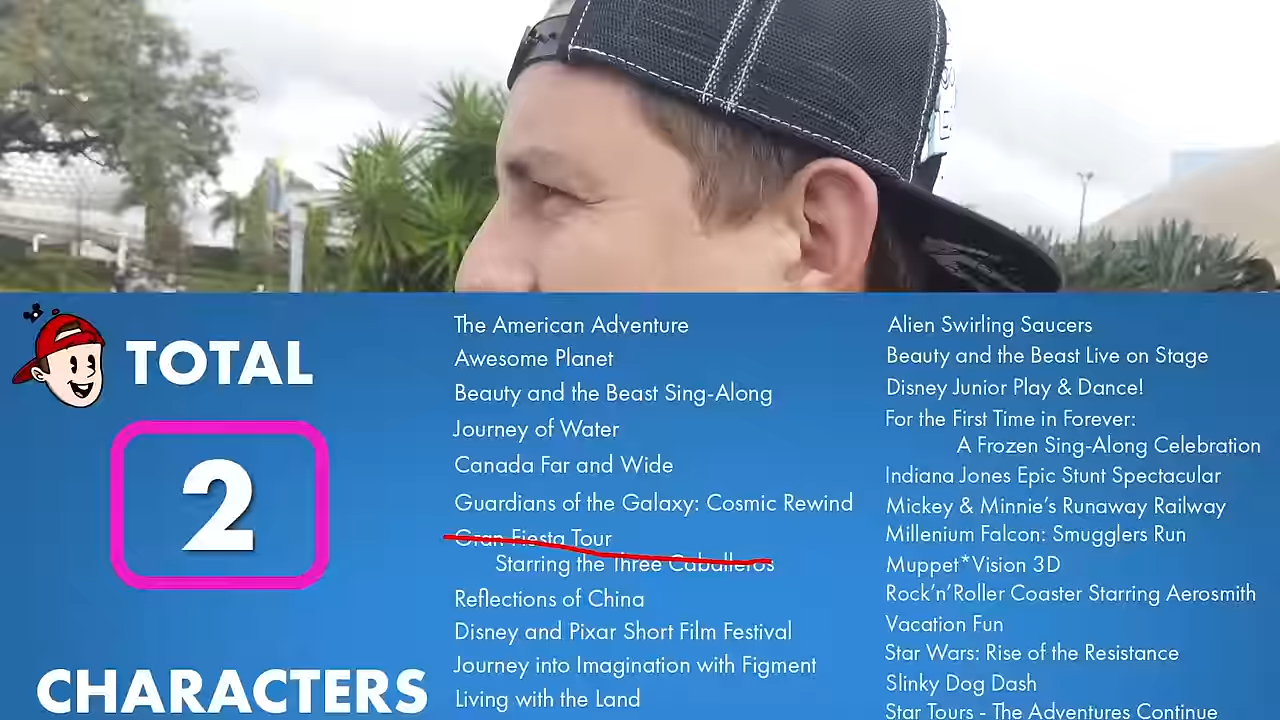 TOTAL
2
CHARACTERS
The American Adventure
Awesome Planet
Beauty and the Beast Sing-Along
Journey of Water
Canada Far and Wide
Guardians of the Galaxy: Cosmic Rewind
Gran Fiesta Tour
Starring the Three Caballeros
Reflections of China
Disney and Pixar Short Film Festival
Journey into Imagination with Figment
Living with the Land
Alien Swirling Saucers
Beauty and the Beast Live on Stage
Disney Junior Play & Dance!
For the First Time in Forever:
A Frozen Sing-Along Celebration
Indiana Jones Epic Stunt Spectacular
Mickey & Minnie's Runaway Railway
Millenium Falcon: Smugglers Run
Muppet*Vision 3D
Rock'n'Roller Coaster Starring Aerosmith
Vacation Fun
Star Wars: Rise of the Resistance
Slinky Dog Dash
Star Tours - The Adventures Continue